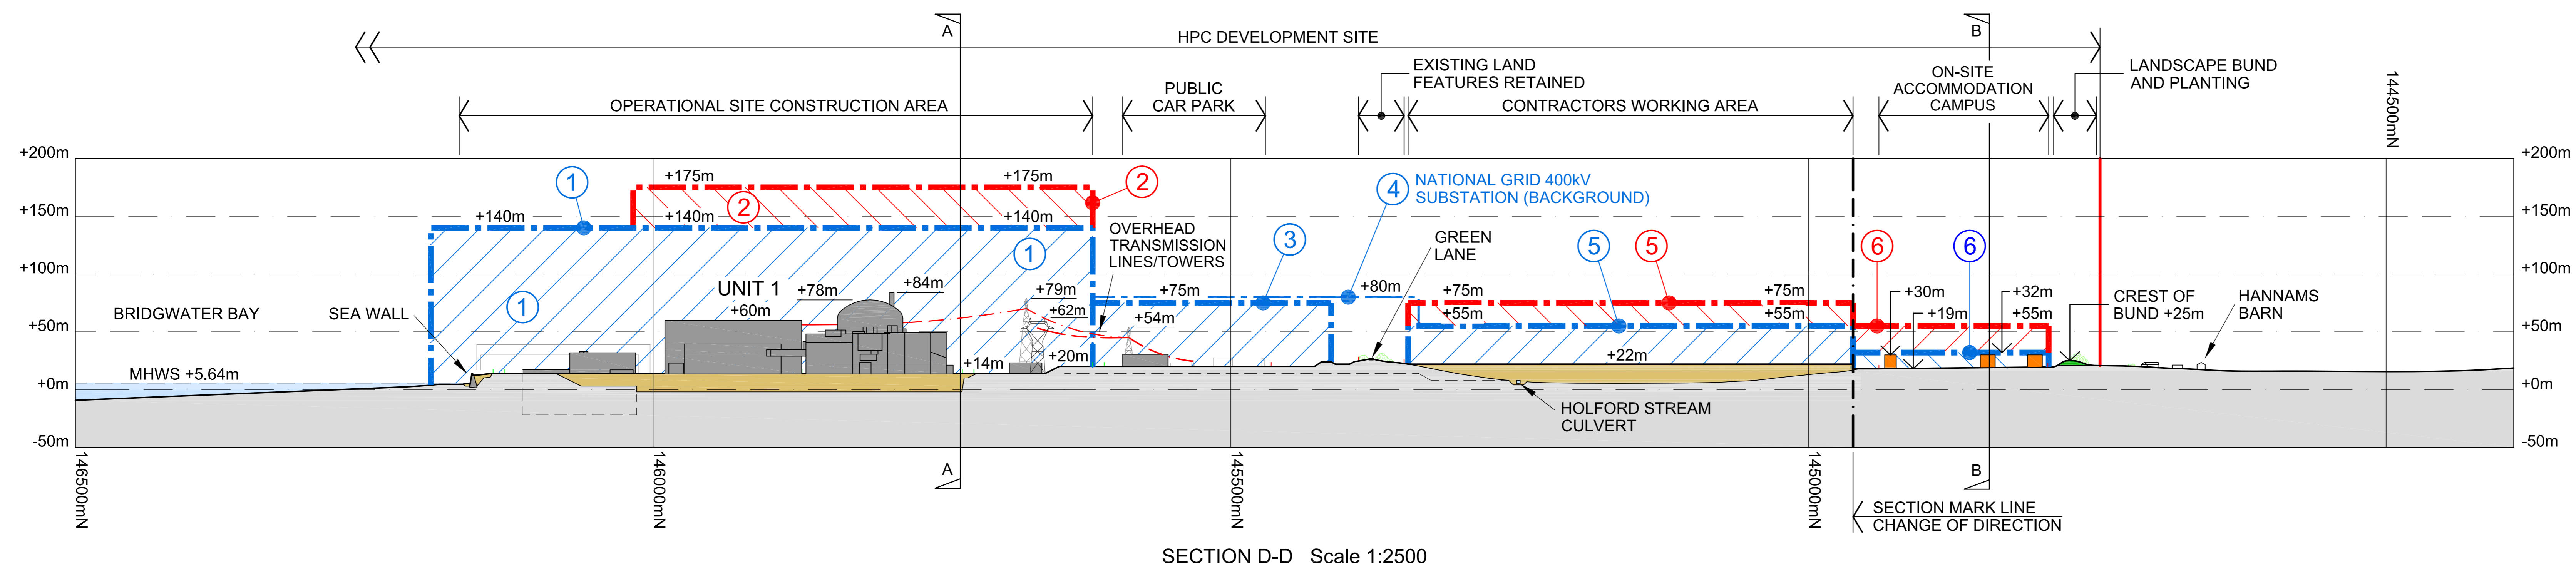 A
HPC DEVELOPMENT SITE
B
EXISTING LAND
FEATURES RETAINED
ON-SITE
ACCOMMODATION
CAMPUS
LANDSCAPE BUND
AND PLANTING
OPERATIONAL SITE CONSTRUCTION AREA
PUBLIC
CAR PARK
CONTRACTORS WORKING AREA
144500mN
+200m
+200m
1
+175m
+175m
2
4
NATIONAL GRID 400kV
SUBSTATION (BACKGROUND)
2
+150m
+140m
+140m
+140m
+150m
1
OVERHEAD
TRANSMISSION
LINES/TOWERS
3
GREEN
LANE
5
5
6
6
+100m
+100m
UNIT 1
+78m
+84m
+79m
+75m
+80m
+75m
+75m
+30m
+32m
CREST OF
BUND +25m
HANNAMS
BARN
1
BRIDGWATER BAY
SEA WALL
+60m
+62m
+54m
+55m
+55m
+19m
+55m
+50m
+50m
MHWS +5.64m
+14m
+20m
+22m
+0m
+0m
HOLFORD STREAM
CULVERT
-50m
-50m
146500mN
146000mN
A
145500mN
145000mN
B
SECTION MARK LINE
CHANGE OF DIRECTION
SECTION D-D Scale 1:2500